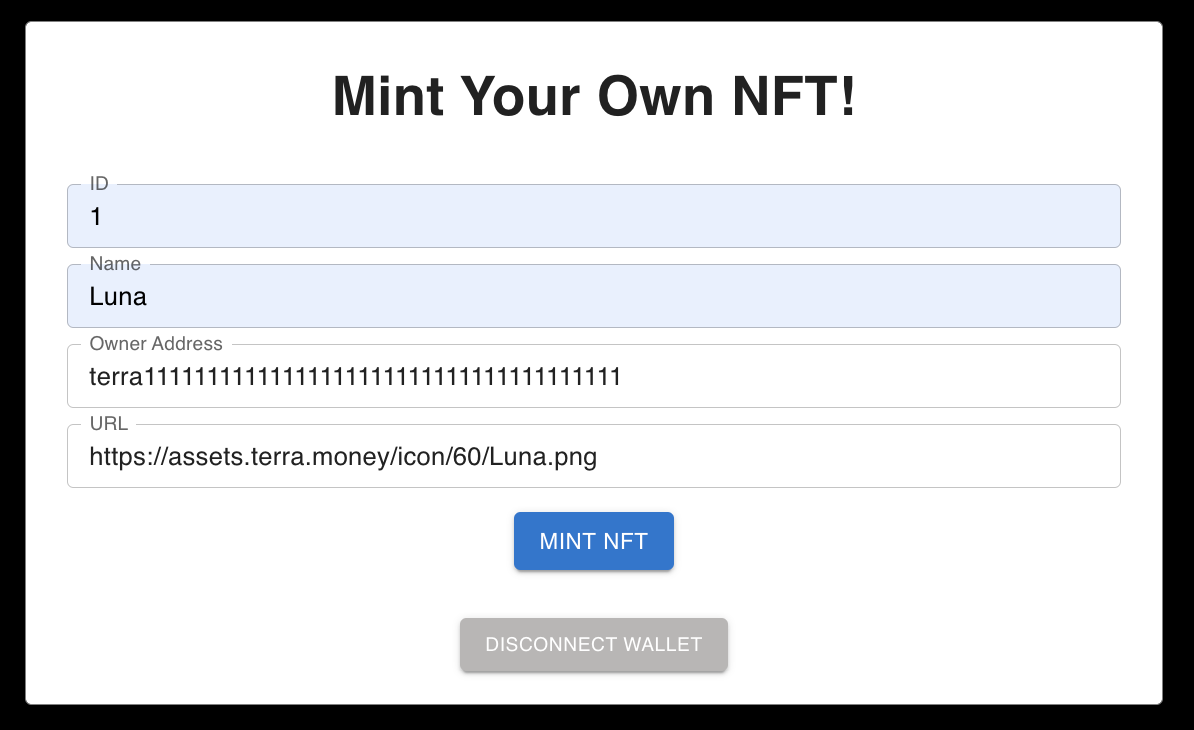 Mint Your Own NFT!
ID
1
Name
Luna
Owner Address
terra111111111111111111111111111111111111111
URL
https://assets.terra.money/icon/60/Luna.png
MINT NFT
DISCONNECT WALLET